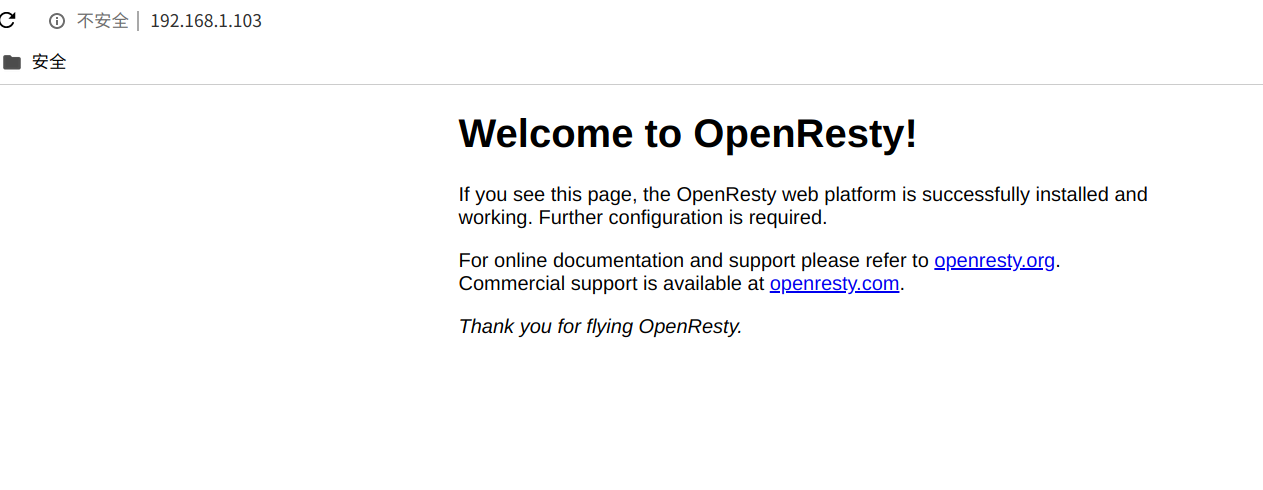 不安全 192.168.1.103
安全
Welcome to OpenResty!
If you see this page, the OpenResty web platform is successfully installed and
working. Further configuration is required.
For online documentation and support please refer to openresty.org.
Commercial support is available at openresty.com.
Thank you for flying OpenResty.